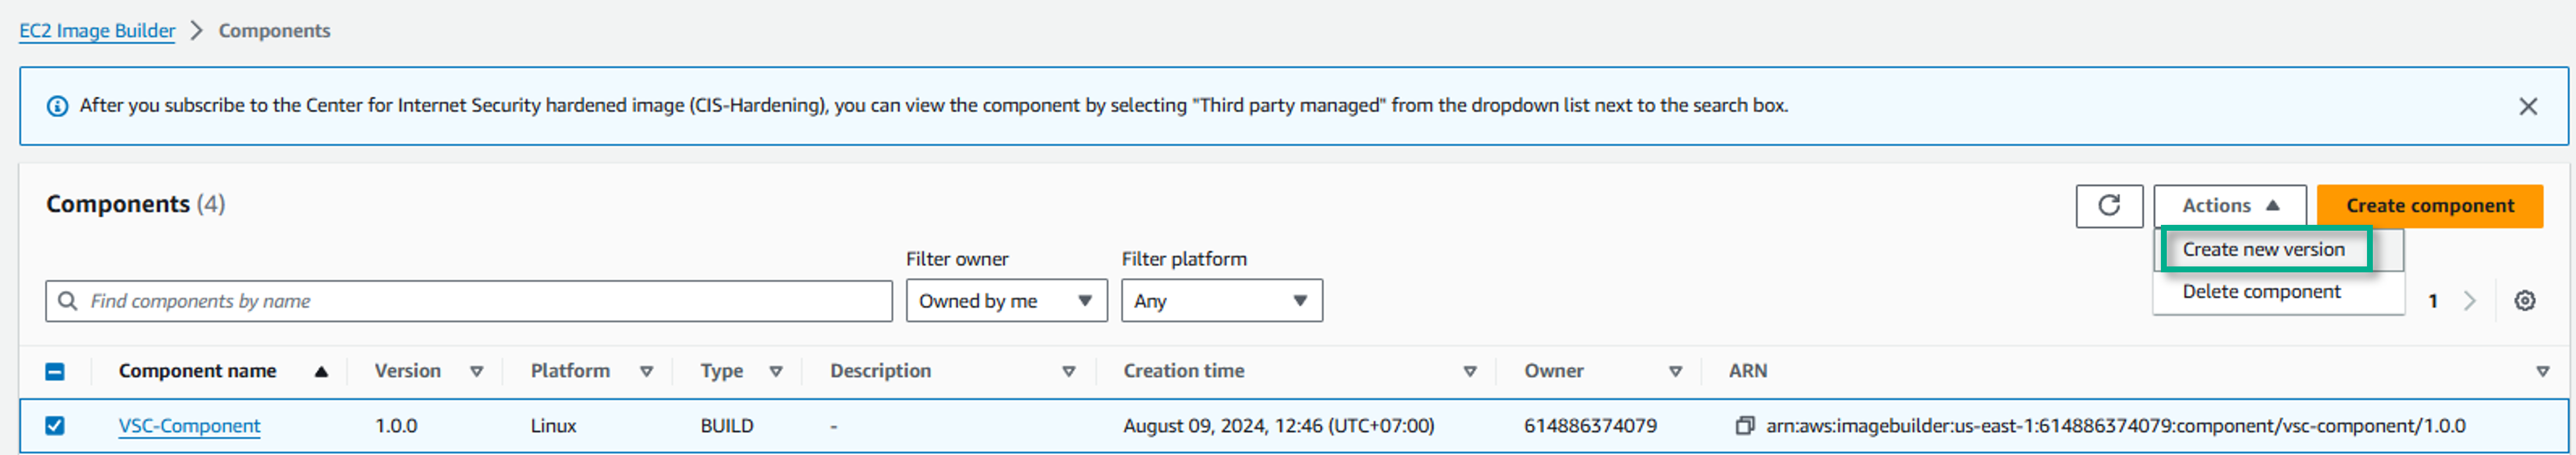 EC2 Image Builder > Components
After you subscribe to the Center for Internet Security hardened image (CIS-Hardening), you can view the component by selecting "Third party managed" from the dropdown list next to the search box.
Components (4)
Actions
Create component
Create new version
Delete component
Filter owner
Filter platform
Find components by name
Owned by me
Any
1
Component name Version Platform Type Description Creation time Owner ARN
VSC-Component 1.0.0 Linux BUILD - August 09, 2024, 12:46 (UTC+07:00) 614886374079 arn:aws:imagebuilder:us-east-1:614886374079:component/vsc-component/1.0.0